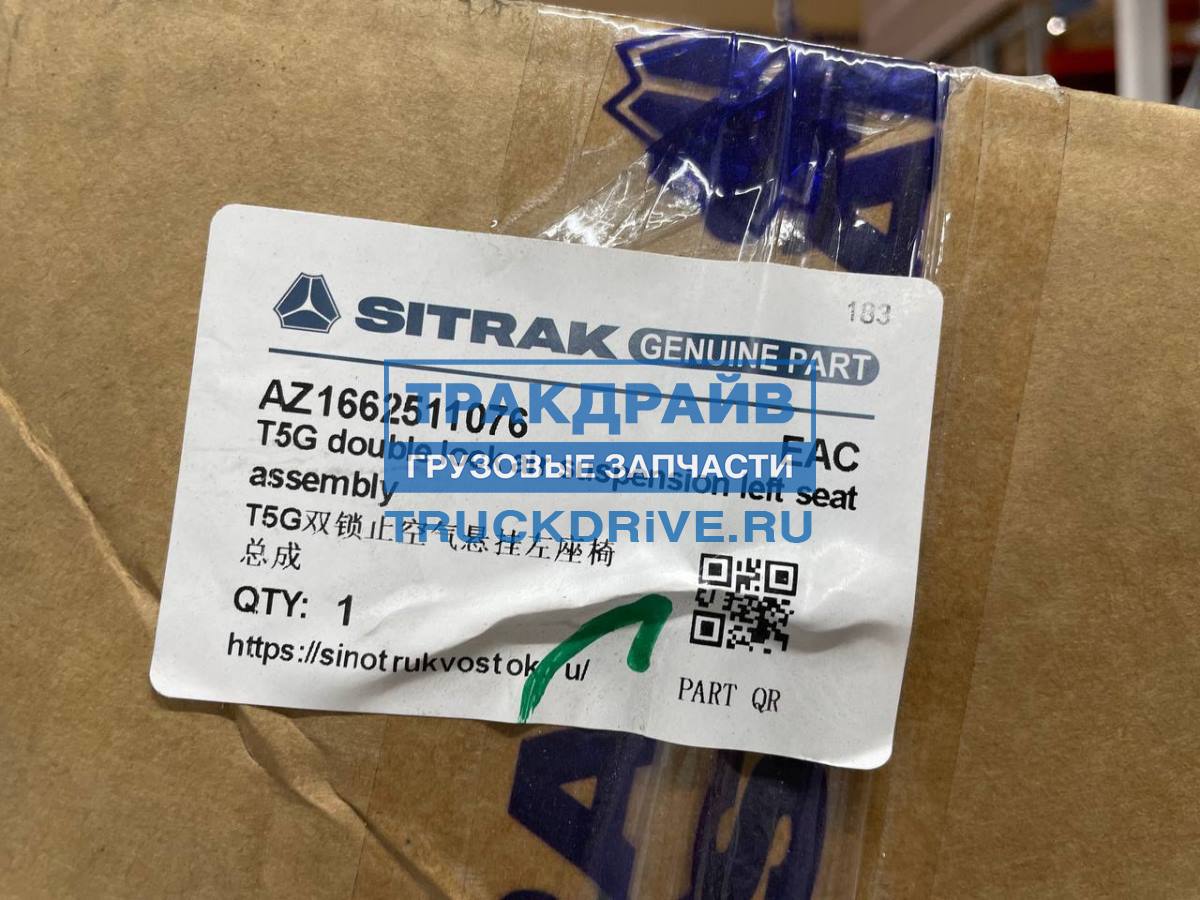 183
SITRAK GENUINE PART
AZ1662511076
EAC
T5G double lock air suspension left seat
assembly
T5G双锁止空气悬挂左座椅
总成
QTY: 1
https://sinotrukvostok. u/
PART QR
ТРАКДРАЙВ
ГРУЗОВЫЕ ЗАПЧАСТИ
TRUCKDRiVE.RU